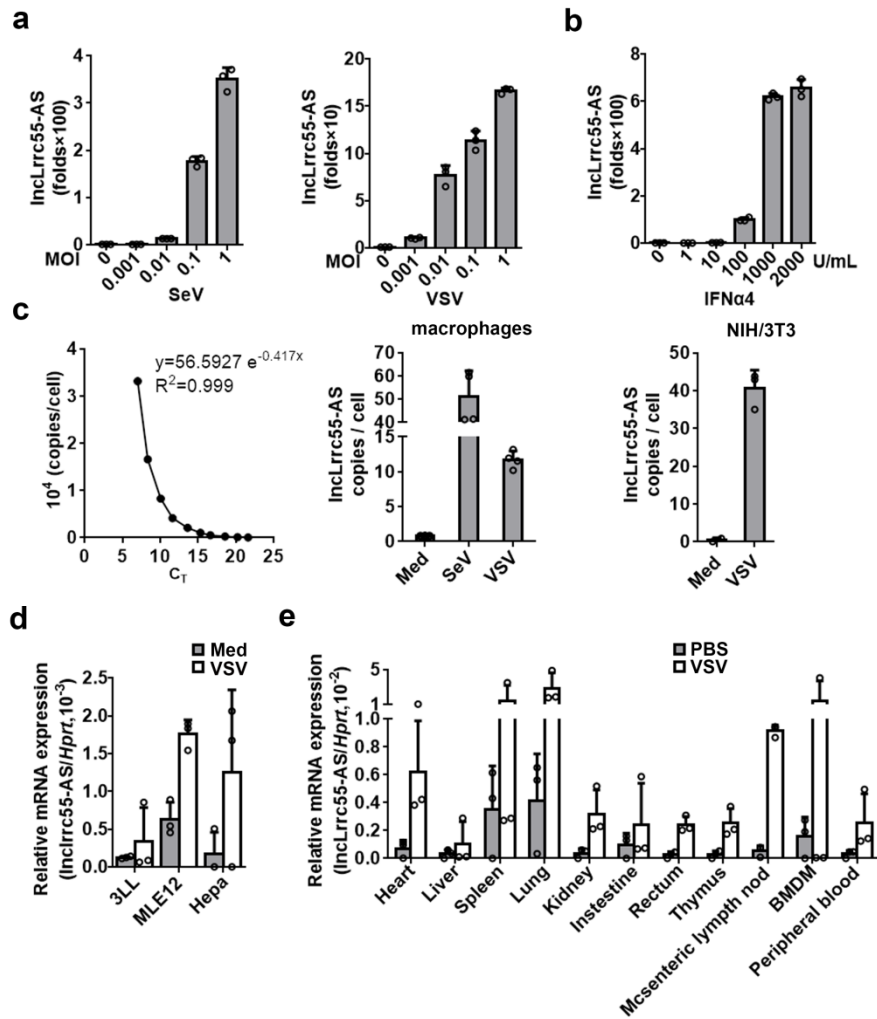 a
lncLrrc55-AS
(folds×100)
4
3
2
1
0
MOI
0
0.001
0.01
0.1
1
SeV
lncLrrc55-AS
(folds×10)
20
15
10
5
0
MOI
0
0.001
0.01
0.1
1
VSV
b
lncLrrc55-AS
(folds×100)
8
6
4
2
0
0
1
10
100
1000
2000
U/mL
IFNα4
c
10⁴ (copies/cell)
4
3
2
1
0
y=56.5927 e^-0.417x
R²=0.999
0 5 10 15 20 25
C_T
macrophages
lncLrrc55-AS
copies / cell
70
60
50
40
15
10
5
0
Med
SeV
VSV
NIH/3T3
lncLrrc55-AS
copies / cell
50
40
30
20
10
0
Med
VSV
d
Med
VSV
Relative mRNA expression
(lnclrrc55-AS/Hprt,10⁻³)
2.5
2.0
1.5
1.0
0.5
0.0
3LL
MLE12
Hepa
e
PBS
VSV
Relative mRNA expression
(lncLrrc55-AS/Hprt,10⁻²)
5
1
1.0
0.8
0.6
0.4
0.2
0.0
Heart
Liver
Spleen
Lung
Kidney
Instestine
Rectum
Thymus
Mcsenteric lymph nod
BMDM
Peripheral blood